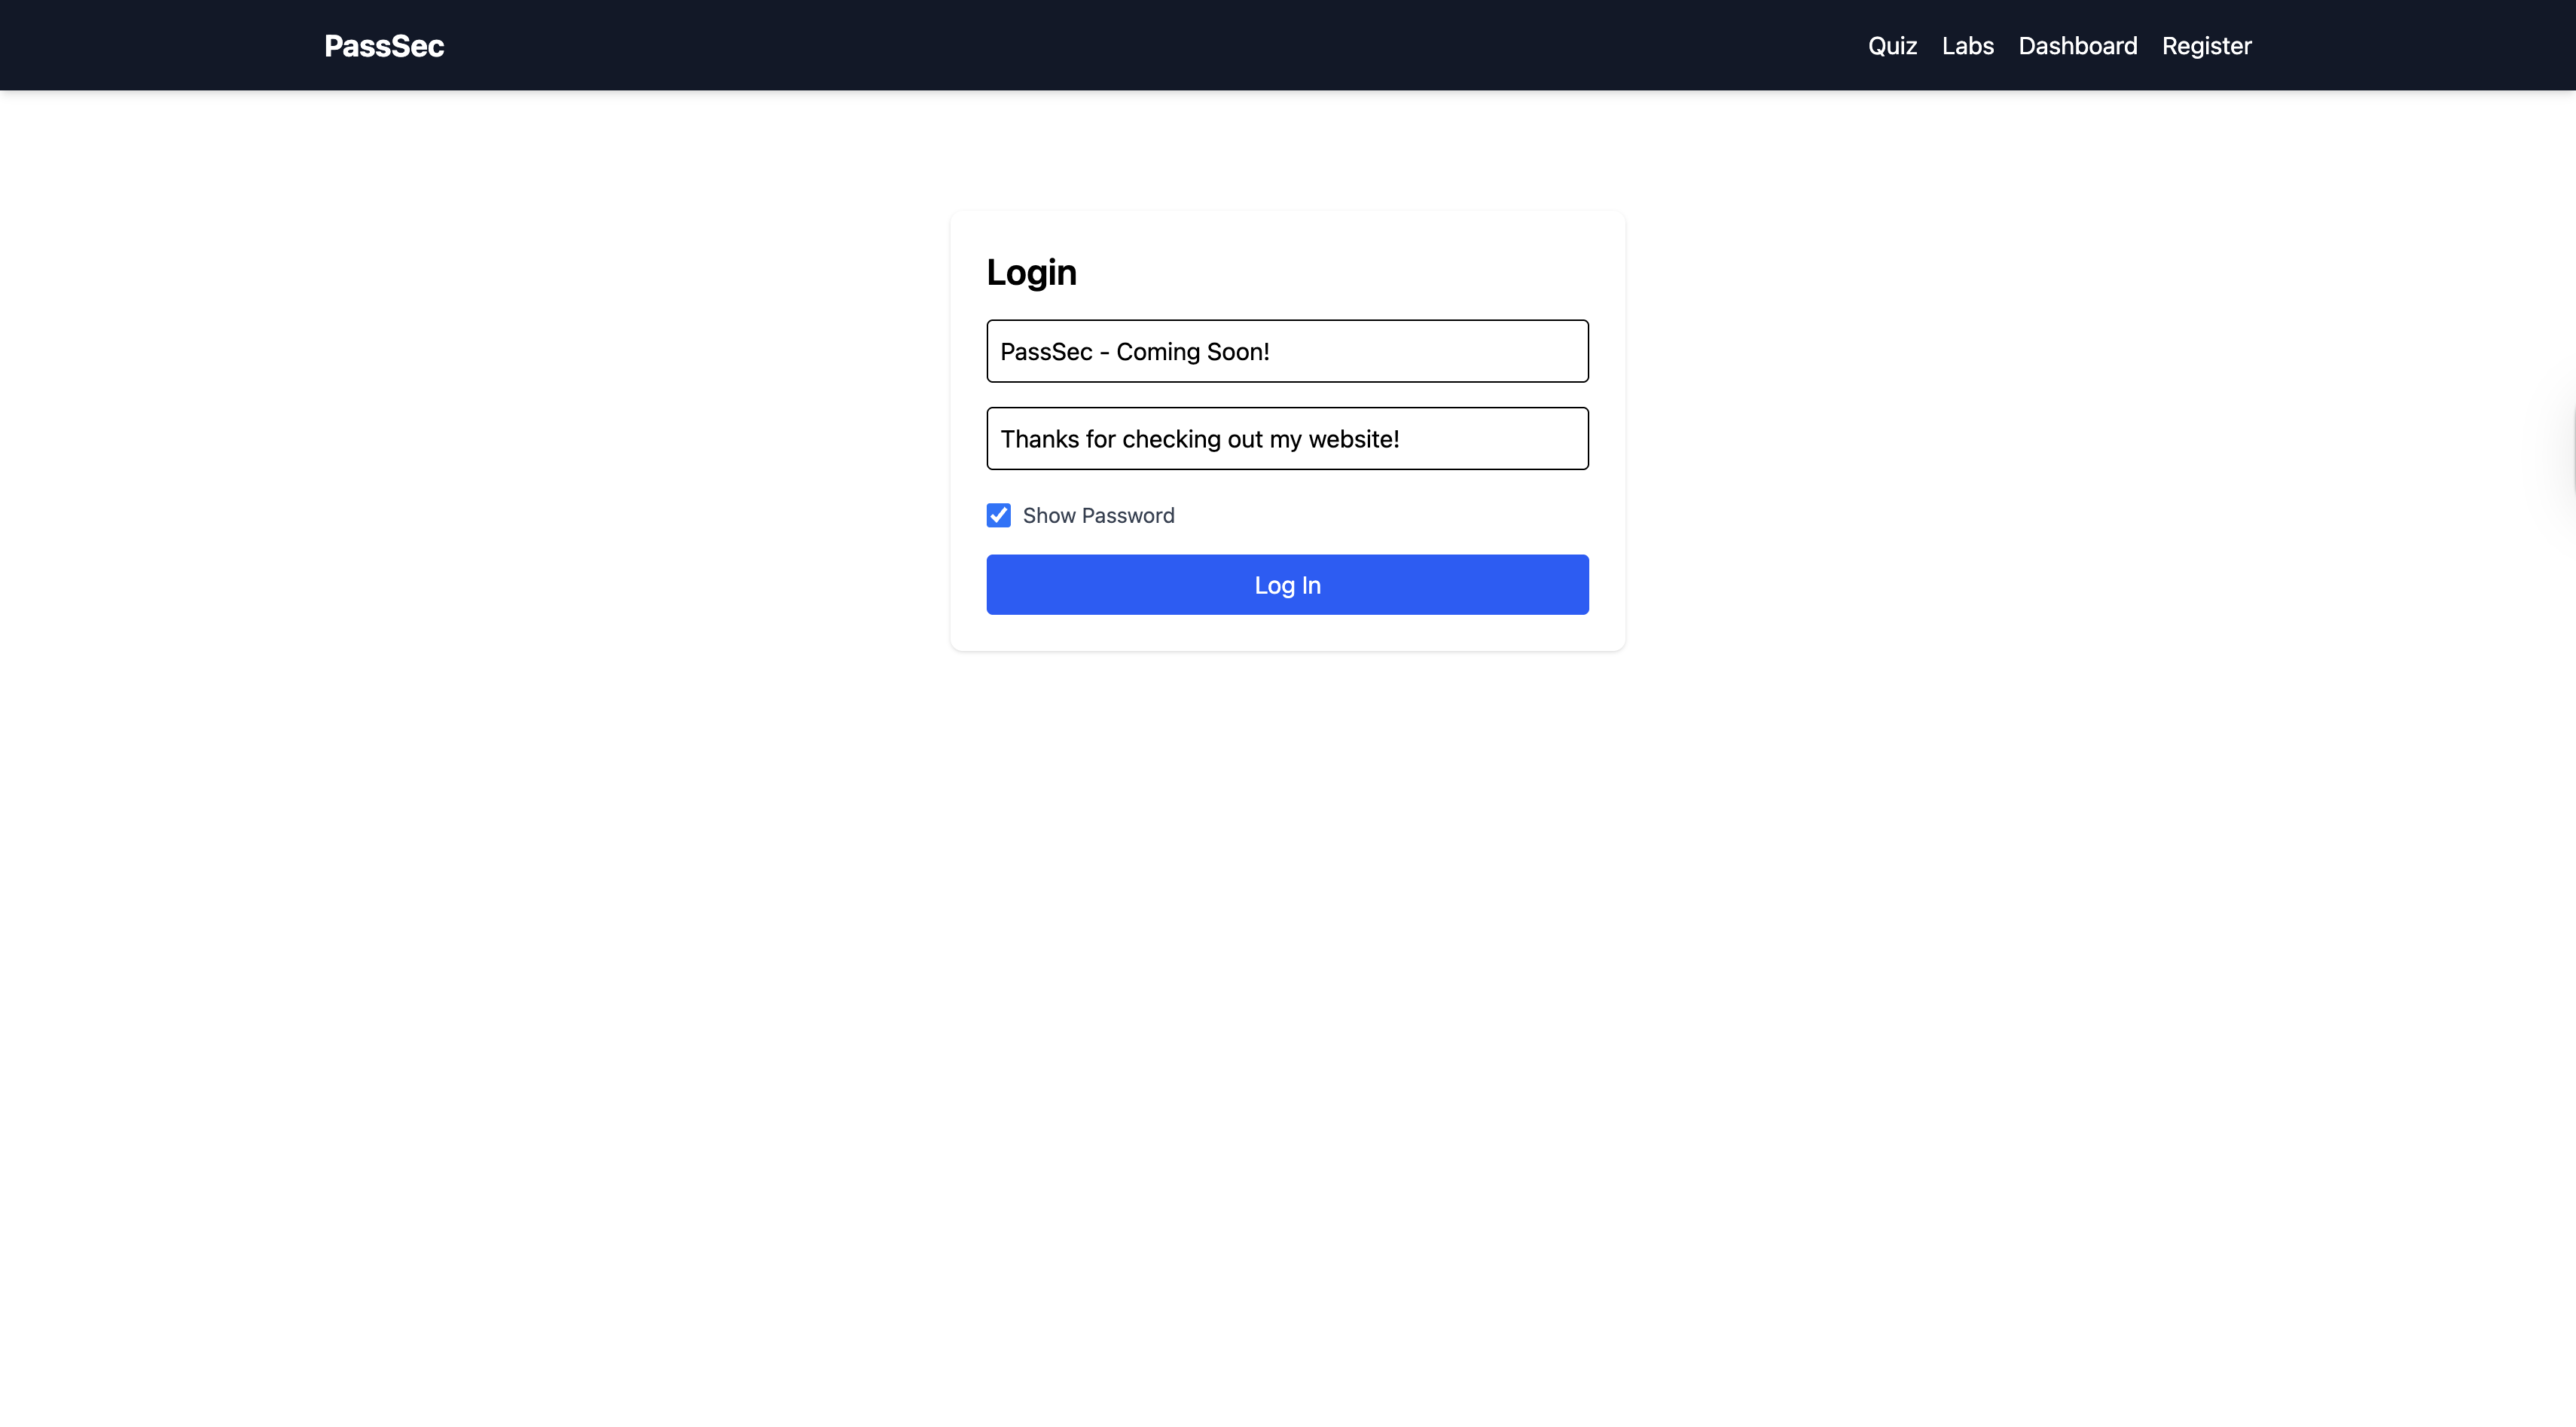 PassSec
Quiz Labs Dashboard Register
Login
PassSec - Coming Soon!
Thanks for checking out my website!
Show Password
Log In